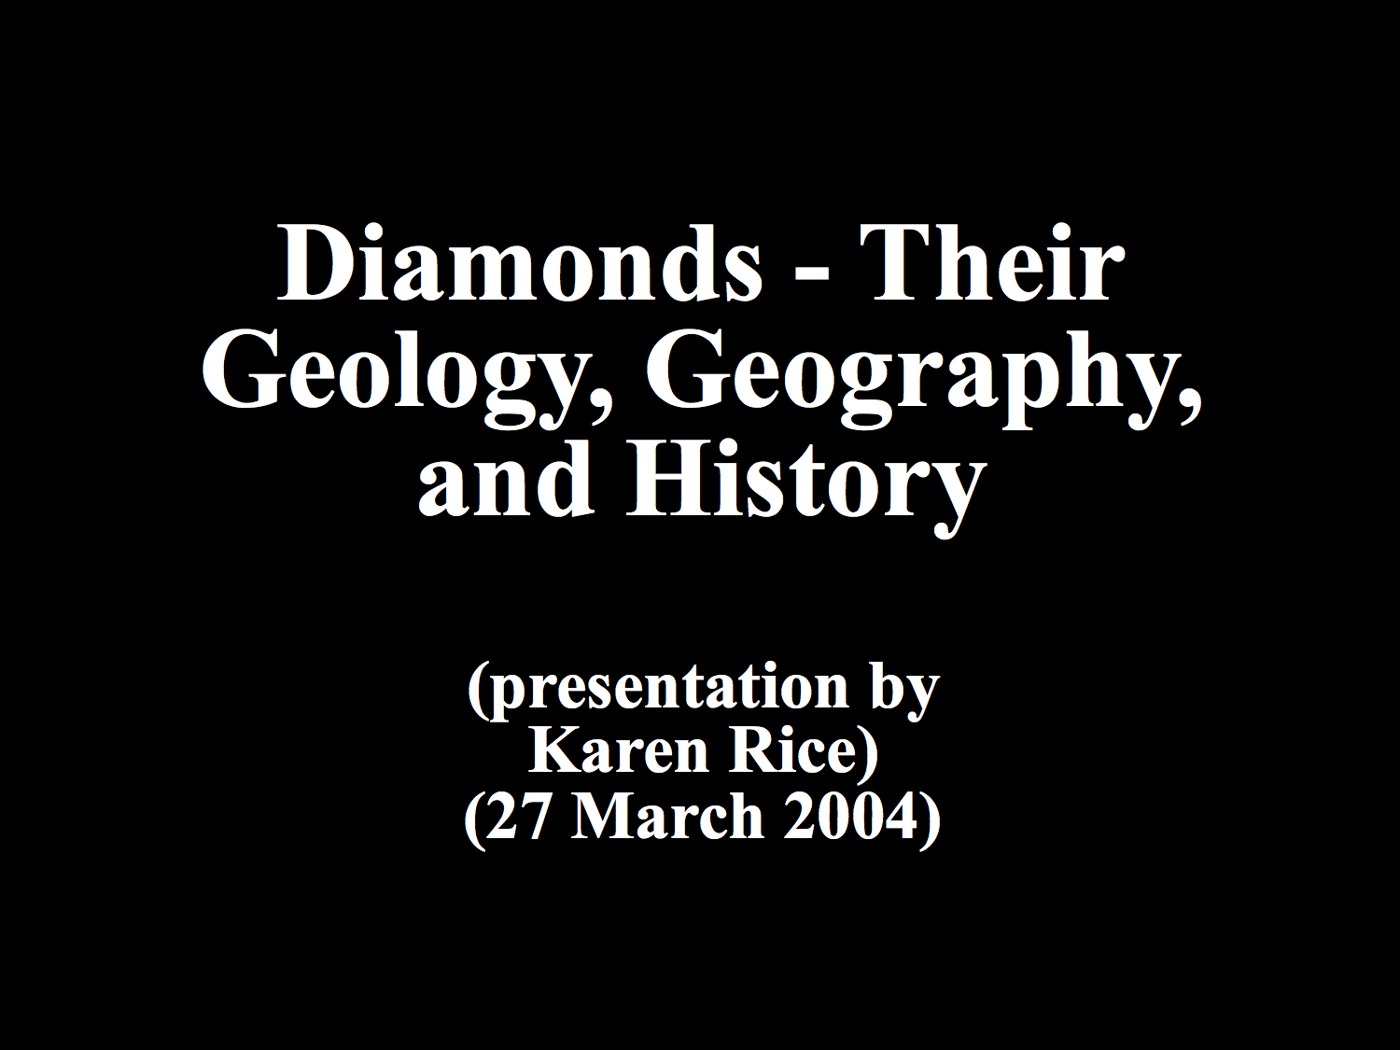 Diamonds - Their
Geology, Geography,
and History
(presentation by
Karen Rice)
(27 March 2004)